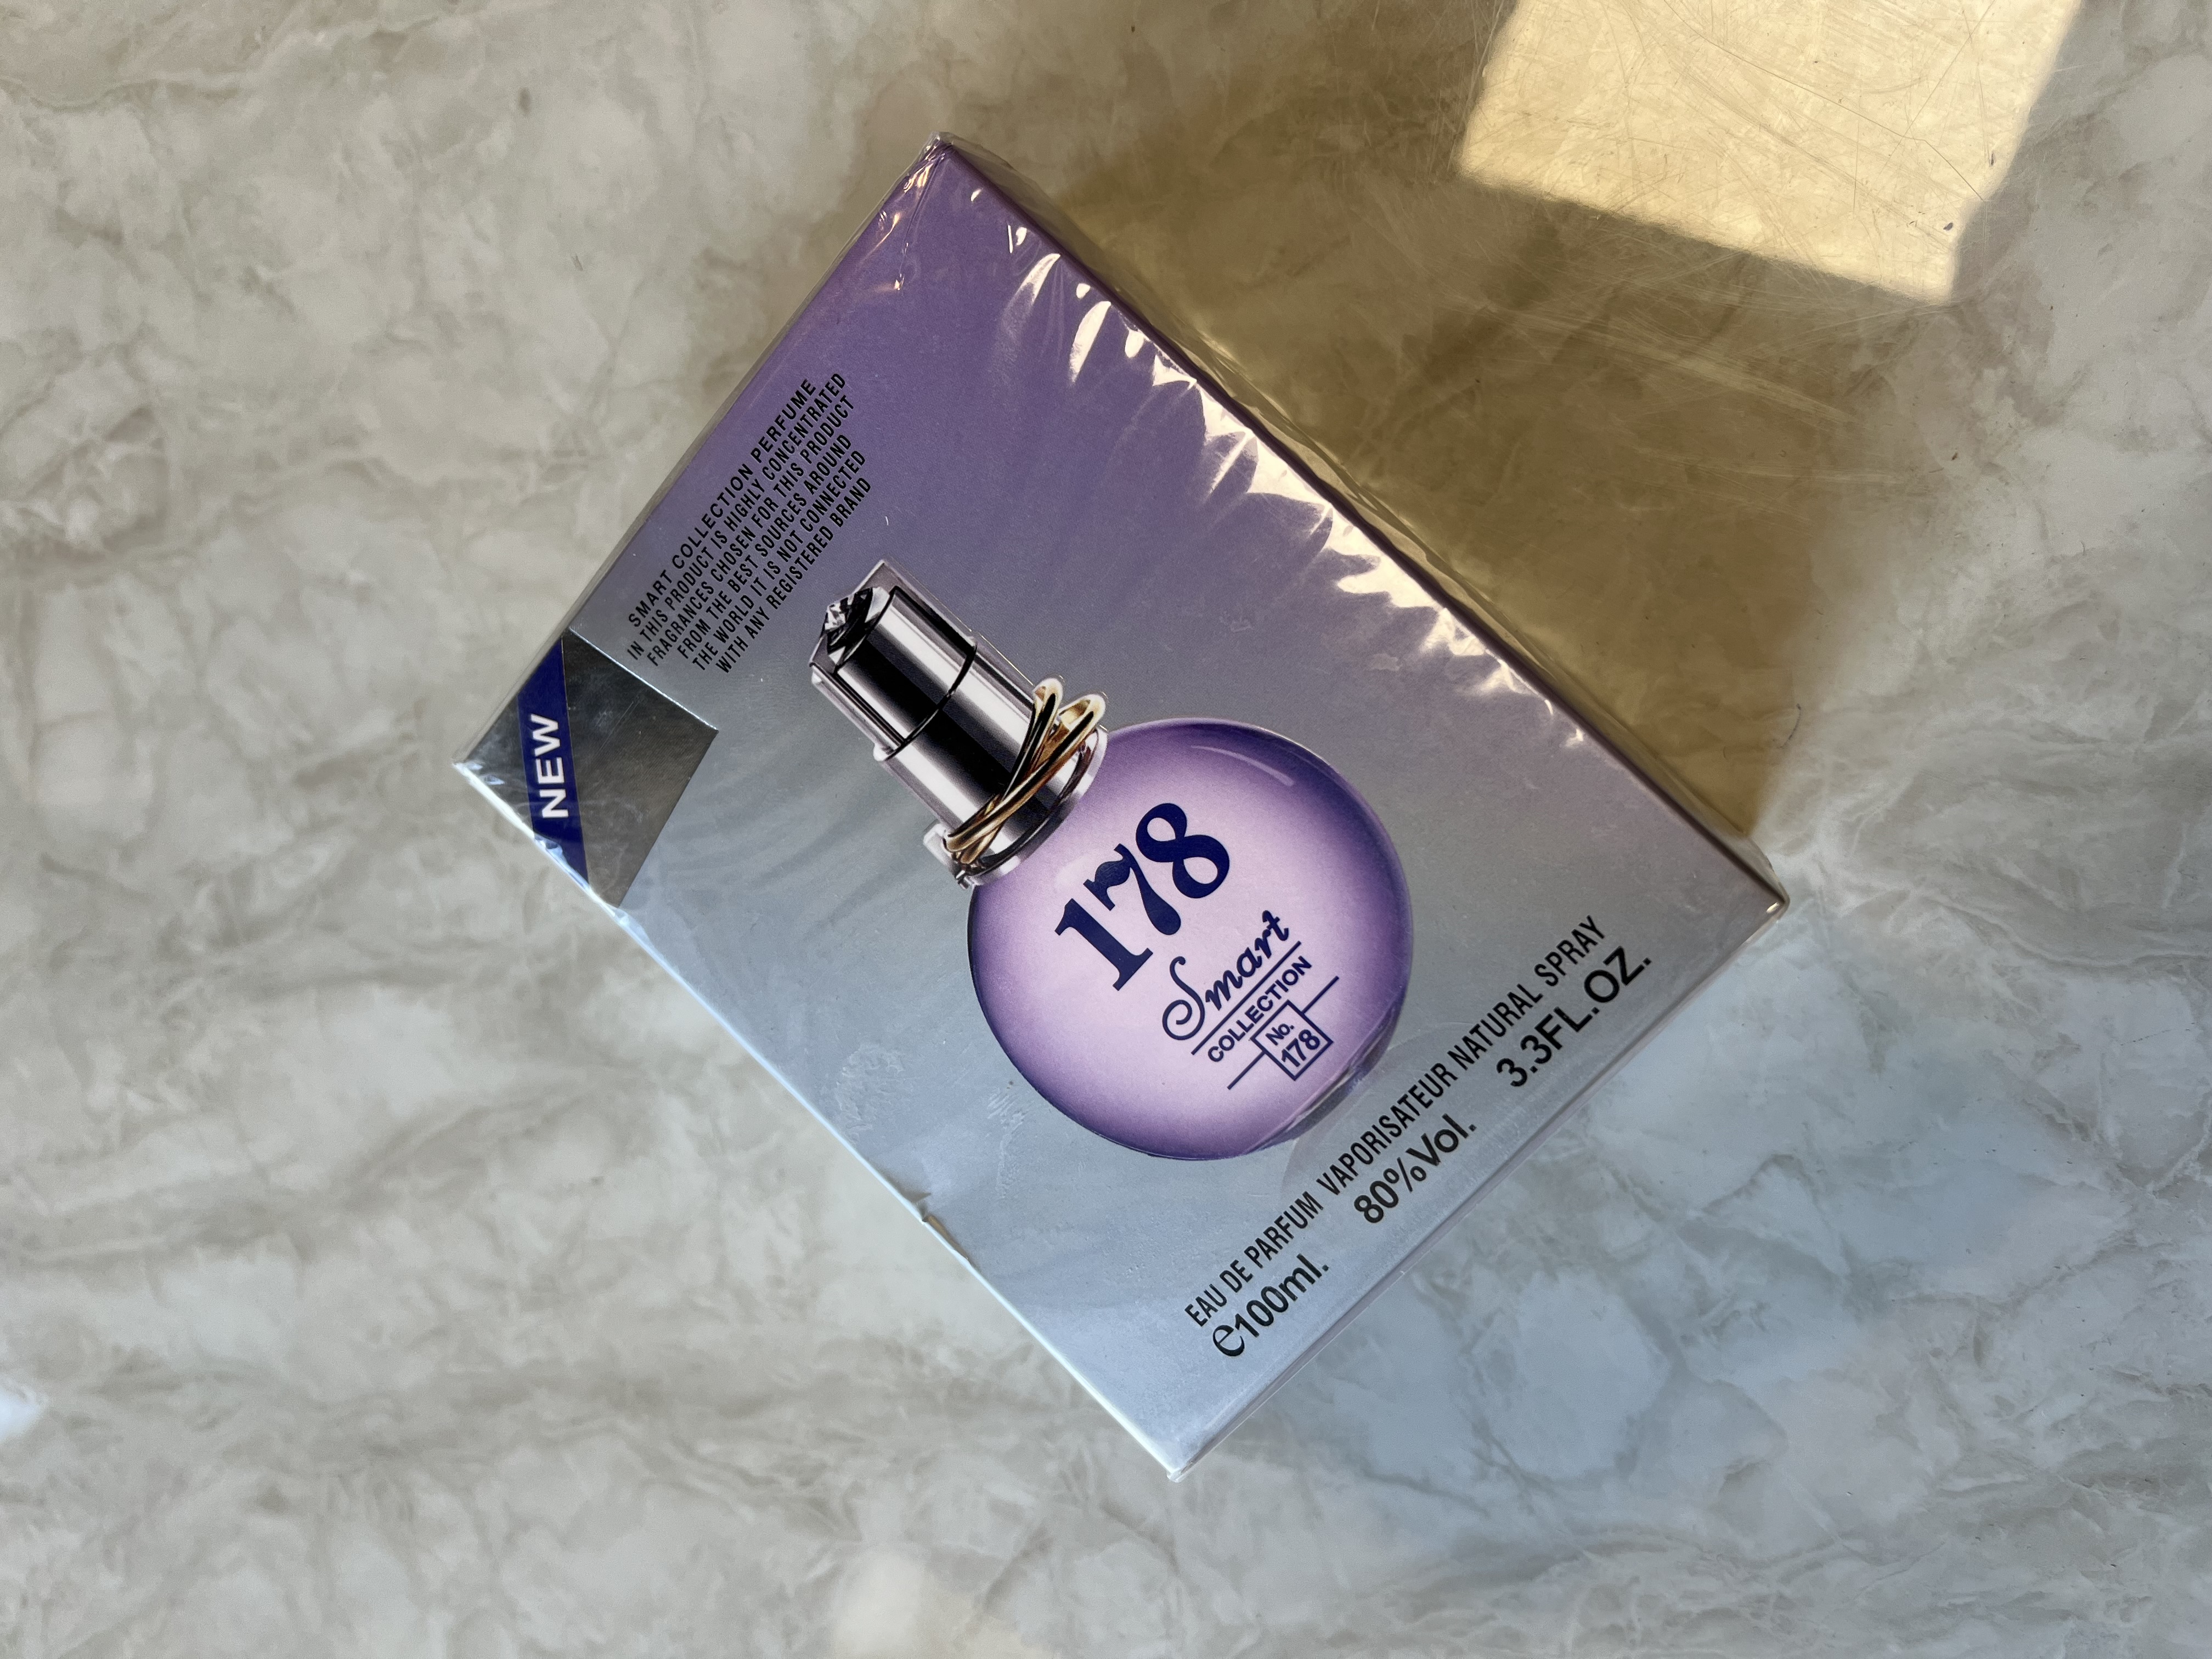 NEW
SMART COLLECTION PERFUME
IN THIS PRODUCT IS HIGHLY CONCENTRATED
FRAGRANCES CHOSEN FOR THIS PRODUCT
FROM THE BEST SOURCES AROUND
THE WORLD IT IS NOT CONNECTED
WITH ANY REGISTERED BRAND
178
Smart
COLLECTION
No.
178
EAU DE PARFUM VAPORISATEUR NATURAL SPRAY
e100ml. 80%Vol. 3.3FL.OZ.